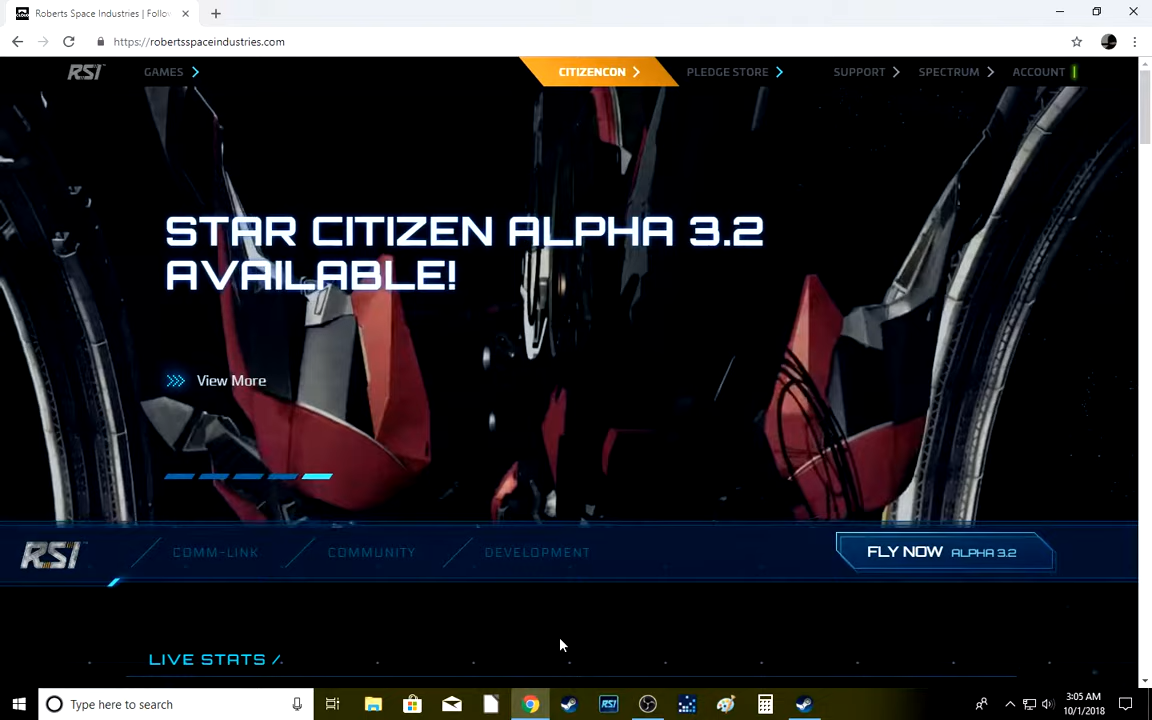 Roberts Space Industries | Follo
https://robertsspaceindustries.com
RSI GAMES CITIZENCON PLEDGE STORE SUPPORT SPECTRUM ACCOUNT
STAR CITIZEN ALPHA 3.2
AVAILABLE!
View More
RSI COMM-LINK COMMUNITY DEVELOPMENT FLY NOW ALPHA 3.2
LIVE STATS
Type here to search
RSI
3:05 AM
10/1/2018